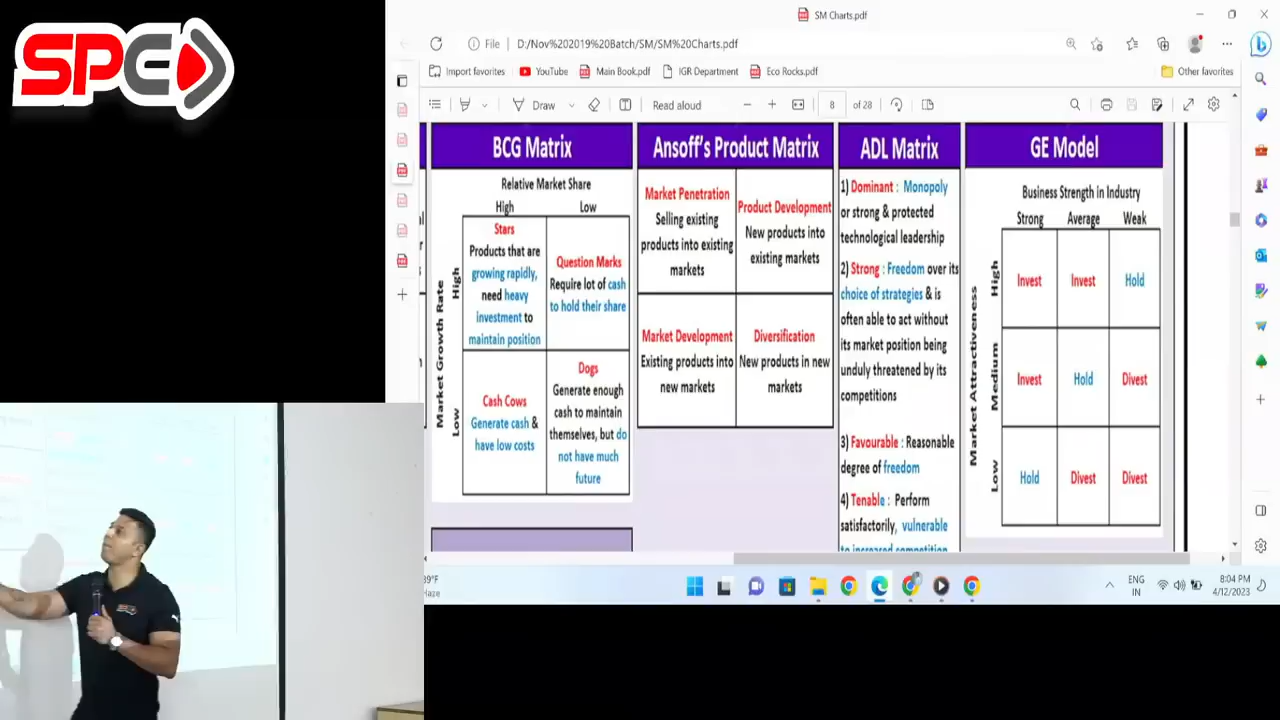 SPED
SM Charts.pdf
File
D:/Nov%202019%20Batch/SM/SM%20Charts.pdf
Import favorites
YouTube
Main Book.pdf
IGR Department
Eco Rocks.pdf
Other favorites
Draw
Read aloud
8
of 28
BCG Matrix
Relative Market Share
High
Low
Market Growth Rate
High
Low
Stars
Products that are
growing rapidly,
need heavy
investment to
maintain position
Question Marks
Require lot of cash
to hold their share
Cash Cows
Generate cash &
have low costs
Dogs
Generate enough
cash to maintain
themselves, but do
not have much
future
Ansoff's Product Matrix
Market Penetration
Selling existing
products into existing
markets
Product Development
New products into
existing markets
Market Development
Existing products into
new markets
Diversification
New products in new
markets
ADL Matrix
1) Dominant : Monopoly
or strong & protected
technological leadership
2) Strong : Freedom over its
choice of strategies & is
often able to act without
its market position being
unduly threatened by its
competitions
3) Favourable : Reasonable
degree of freedom
4) Tenable : Perform
satisfactorily, vulnerable
to increased competition
GE Model
Business Strength in Industry
Strong
Average
Weak
Market Attractiveness
High
Medium
Low
Invest
Invest
Hold
Invest
Hold
Divest
Hold
Divest
Divest
39°F
Haze
ENG
IN
8:04 PM
4/12/2023